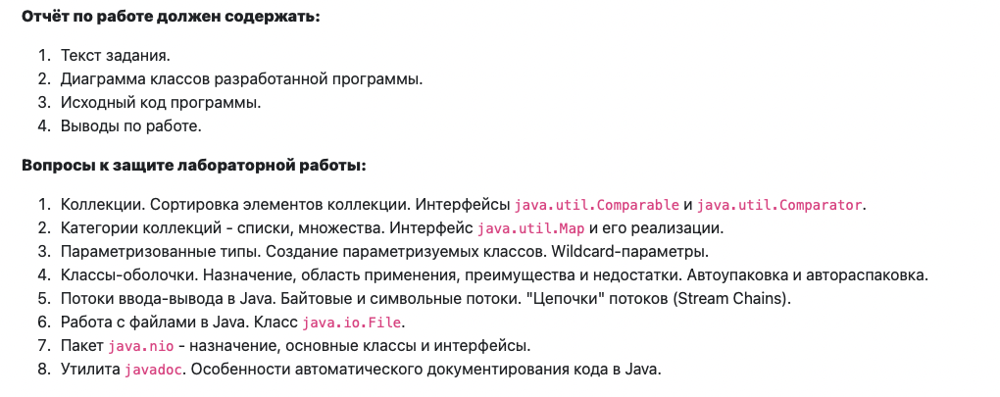 Отчёт по работе должен содержать:
1. Текст задания.
2. Диаграмма классов разработанной программы.
3. Исходный код программы.
4. Выводы по работе.
Вопросы к защите лабораторной работы:
1. Коллекции. Сортировка элементов коллекции. Интерфейсы java.util.Comparable и java.util.Comparator.
2. Категории коллекций - списки, множества. Интерфейс java.util.Map и его реализации.
3. Параметризованные типы. Создание параметризуемых классов. Wildcard-параметры.
4. Классы-оболочки. Назначение, область применения, преимущества и недостатки. Автоупаковка и автораспаковка.
5. Потоки ввода-вывода в Java. Байтовые и символьные потоки. "Цепочки" потоков (Stream Chains).
6. Работа с файлами в Java. Класс java.io.File.
7. Пакет java.nio - назначение, основные классы и интерфейсы.
8. Утилита javadoc. Особенности автоматического документирования кода в Java.